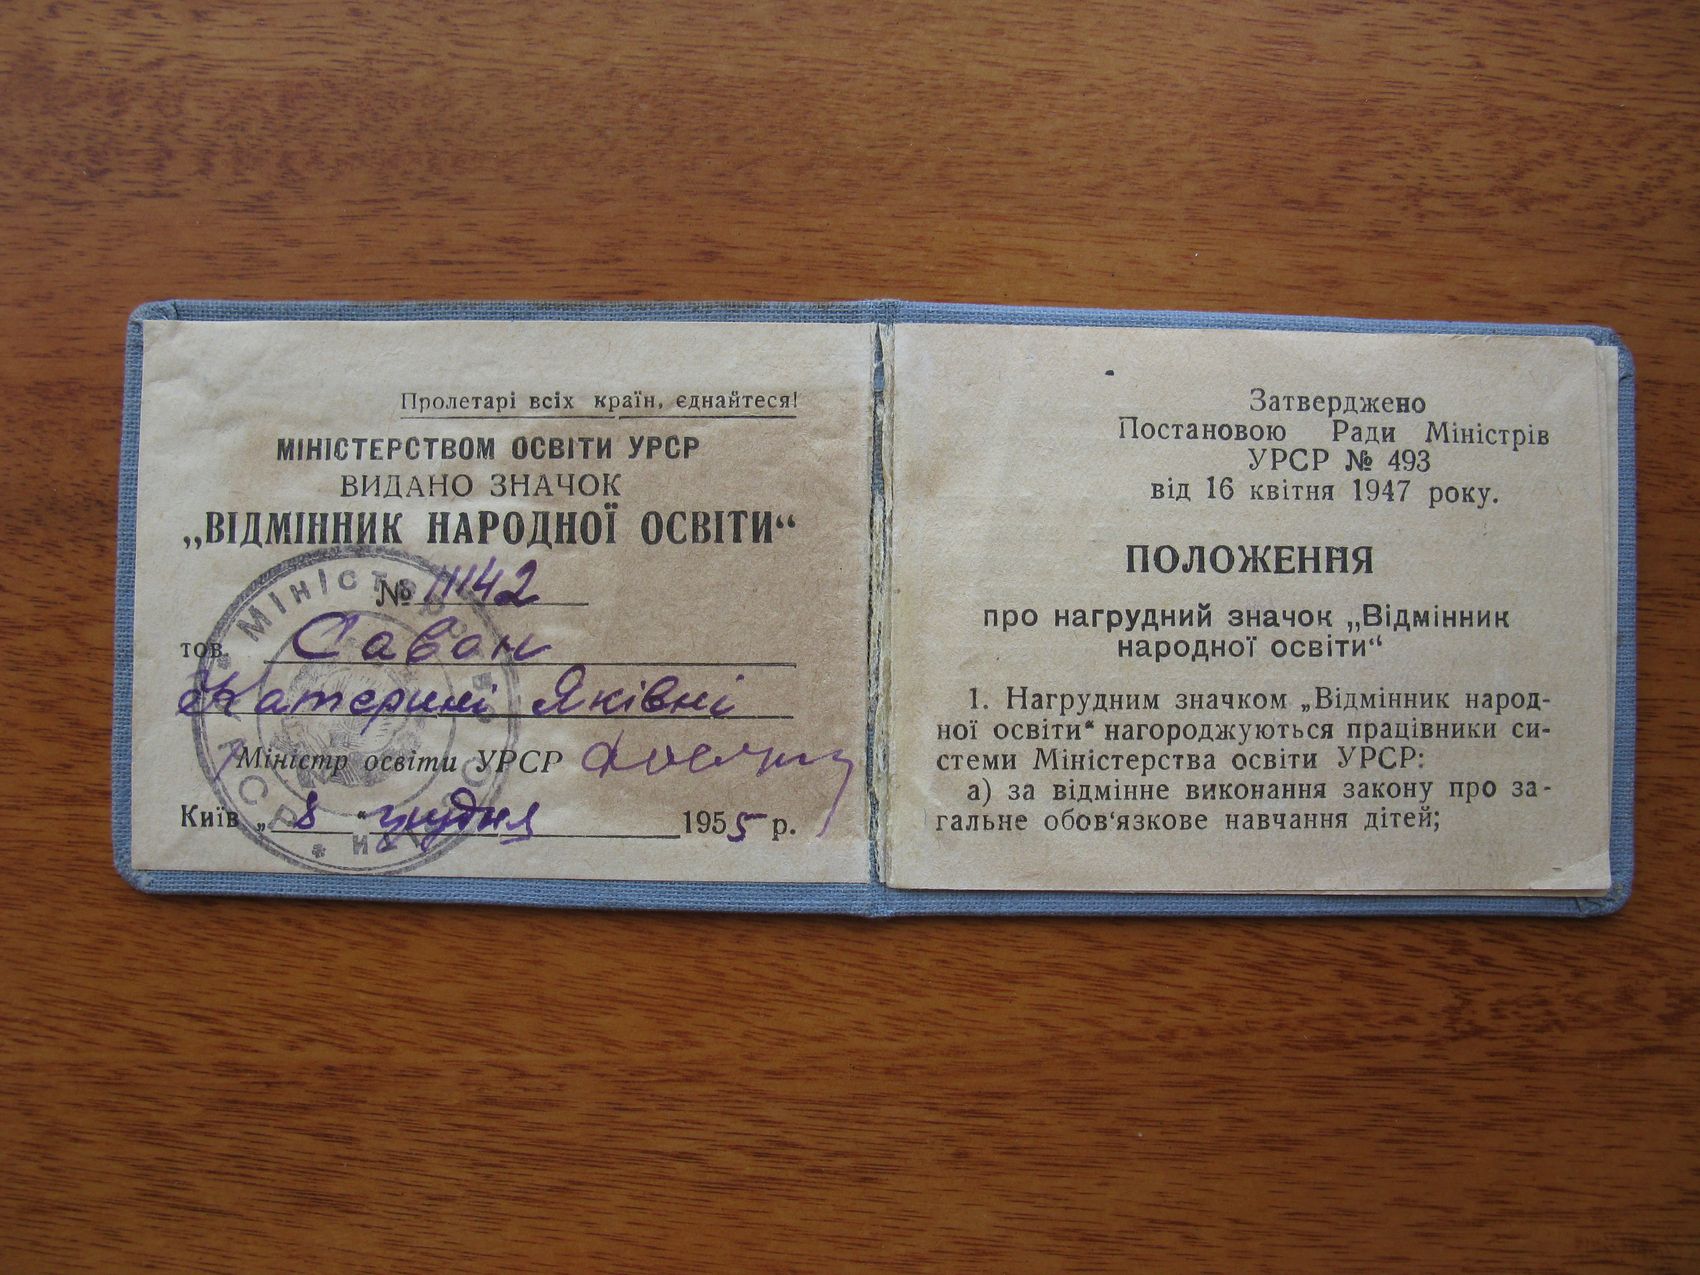 Пролетарі всіх країн, єднайтеся!
МІНІСТЕРСТВОМ ОСВІТИ УРСР
ВИДАНО ЗНАЧОК
„ВІДМІННИК НАРОДНОЇ ОСВІТИ“
№ 11142
тов. Саван
Катерині Яківні
Міністр освіти УРСР
Київ „ 8 “ грудня 1955 р.
Затверджено
Постановою Ради Міністрів
УРСР № 493
від 16 квітня 1947 року.
ПОЛОЖЕННЯ
про нагрудний значок „Відмінник
народної освіти“
1. Нагрудним значком „Відмінник народ-
ної освіти“ нагороджуються працівники си-
стеми Міністерства освіти УРСР:
а) за відмінне виконання закону про за-
гальне обов‘язкове навчання дітей;